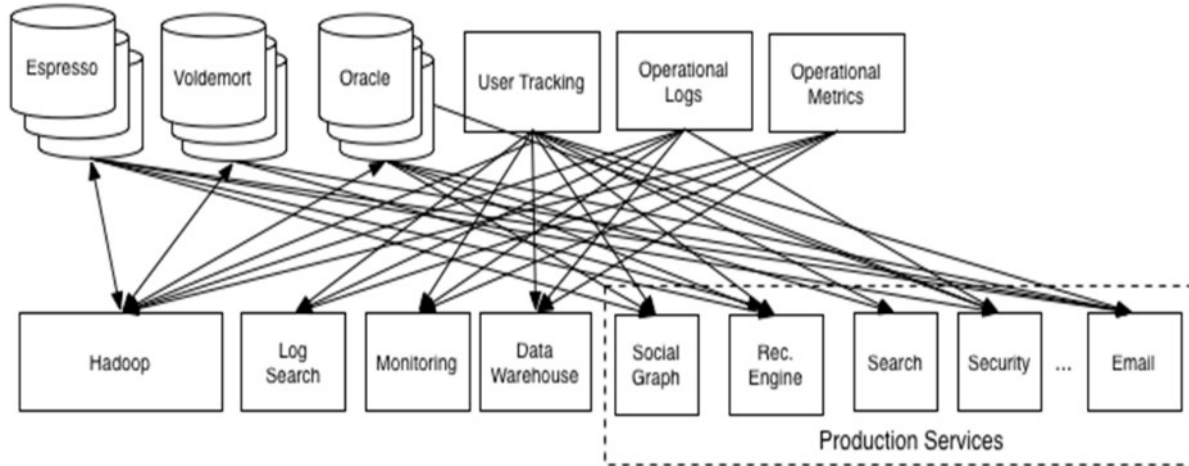 Espresso
Voldemort
Oracle
User Tracking
Operational
Logs
Operational
Metrics
Hadoop
Log
Search
Monitoring
Data
Warehouse
Social
Graph
Rec.
Engine
Search
Security
...
Email
Production Services